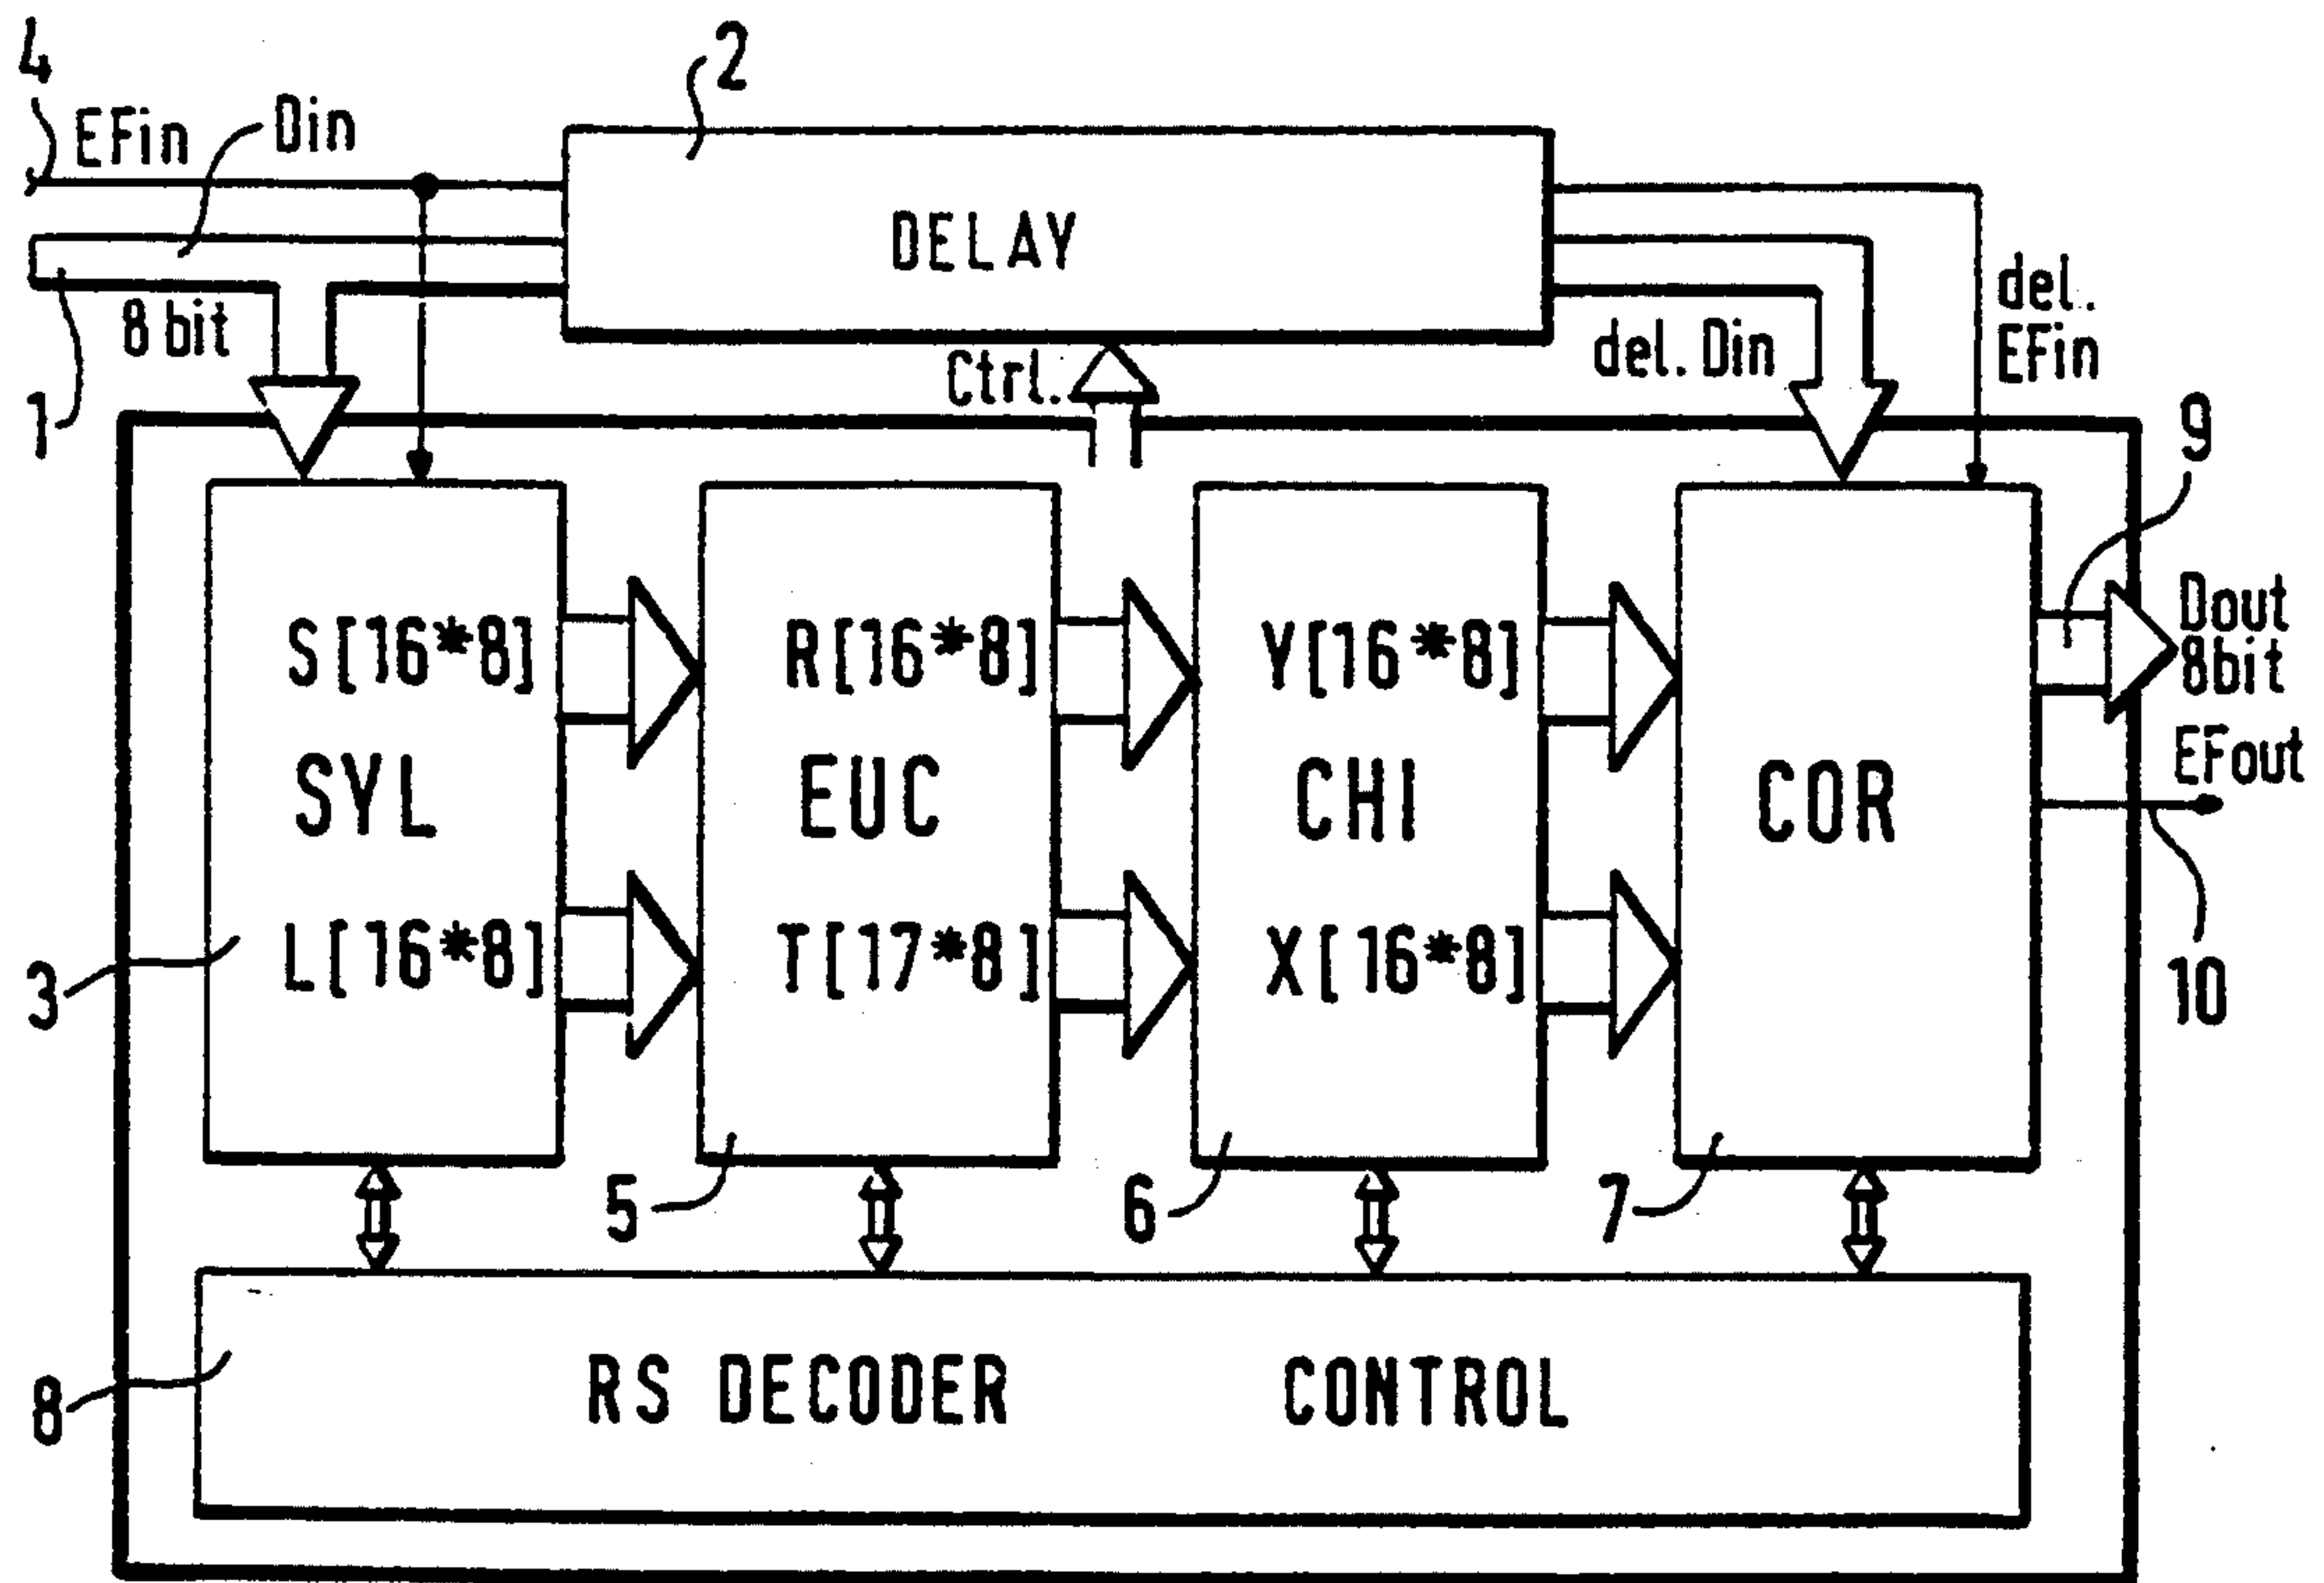 4
EFin
Din
2
DELAY
8 bit
1
Ctrl.
del. Din
del.
EFin
9
S[16*8]
R[16*8]
Y[16*8]
Dout
8bit
SYL
EUC
CHI
COR
EFout
L[16*8]
T[17*8]
X[16*8]
3
10
5
6
7
8
RS DECODER CONTROL